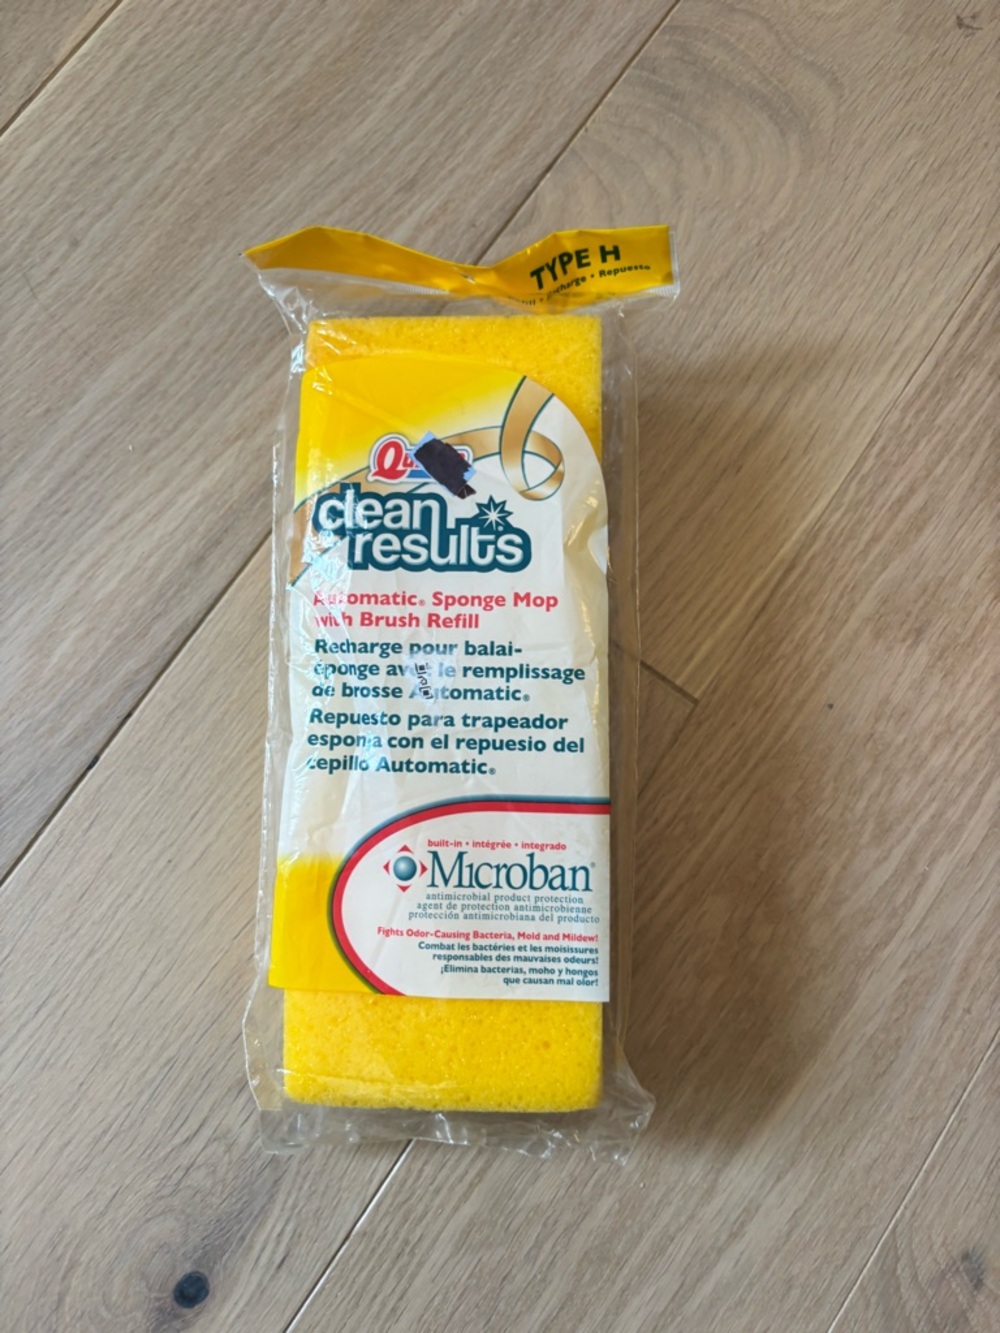 TYPE H
Repuesto
clean
results
Automatic® Sponge Mop
with Brush Refill
Recharge pour balai-
éponge avec le remplissage
de brosse Automatic®
Repuesto para trapeador
esponja con el repuesio del
cepillo Automatic®
built-in • intégrée • integrado
Microban®
antimicrobial product protection
agent de protection antimicrobienne
protección antimicrobiana del producto
Fights Odor-Causing Bacteria, Mold and Mildew!
Combat les bactéries et les moisissures
responsables des mauvaises odeurs!
¡Elimina bacterias, moho y hongos
que causan mal olor!